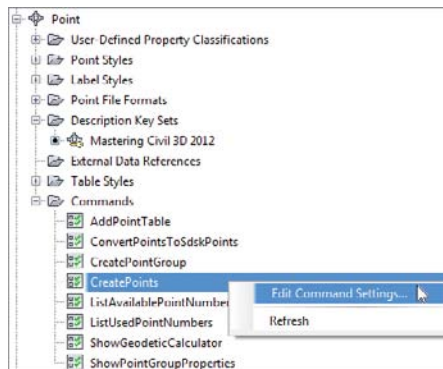 Point
User-Defined Property Classifications
Point Styles
Label Styles
Point File Formats
Description Key Sets
Mastering Civil 3D 2012
External Data References
Table Styles
Commands
AddPointTable
ConvertPointsToSdskPoints
CreatePointGroup
CreatePoints
Edit Command Settings...
ListAvailablePointNumber
ListUsedPointNumbers
Refresh
ShowGeodeticCalculator
ShowPointGroupProperties